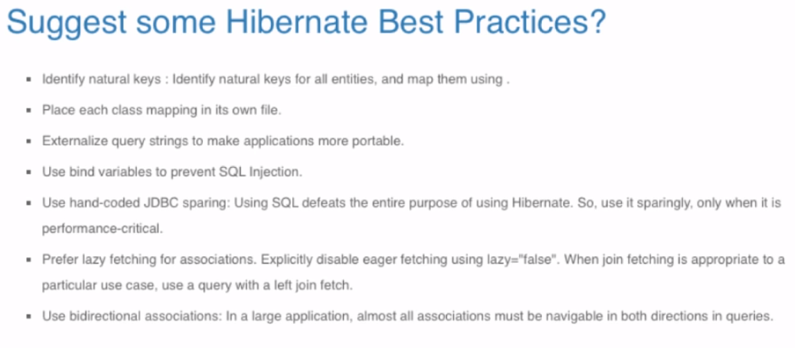 Suggest some Hibernate Best Practices?
▪ Identify natural keys : Identify natural keys for all entities, and map them using .
▪ Place each class mapping in its own file.
▪ Externalize query strings to make applications more portable.
▪ Use bind variables to prevent SQL Injection.
▪ Use hand-coded JDBC sparing: Using SQL defeats the entire purpose of using Hibernate. So, use it sparingly, only when it is
performance-critical.
▪ Prefer lazy fetching for associations. Explicitly disable eager fetching using lazy="false". When join fetching is appropriate to a
particular use case, use a query with a left join fetch.
▪ Use bidirectional associations: In a large application, almost all associations must be navigable in both directions in queries.